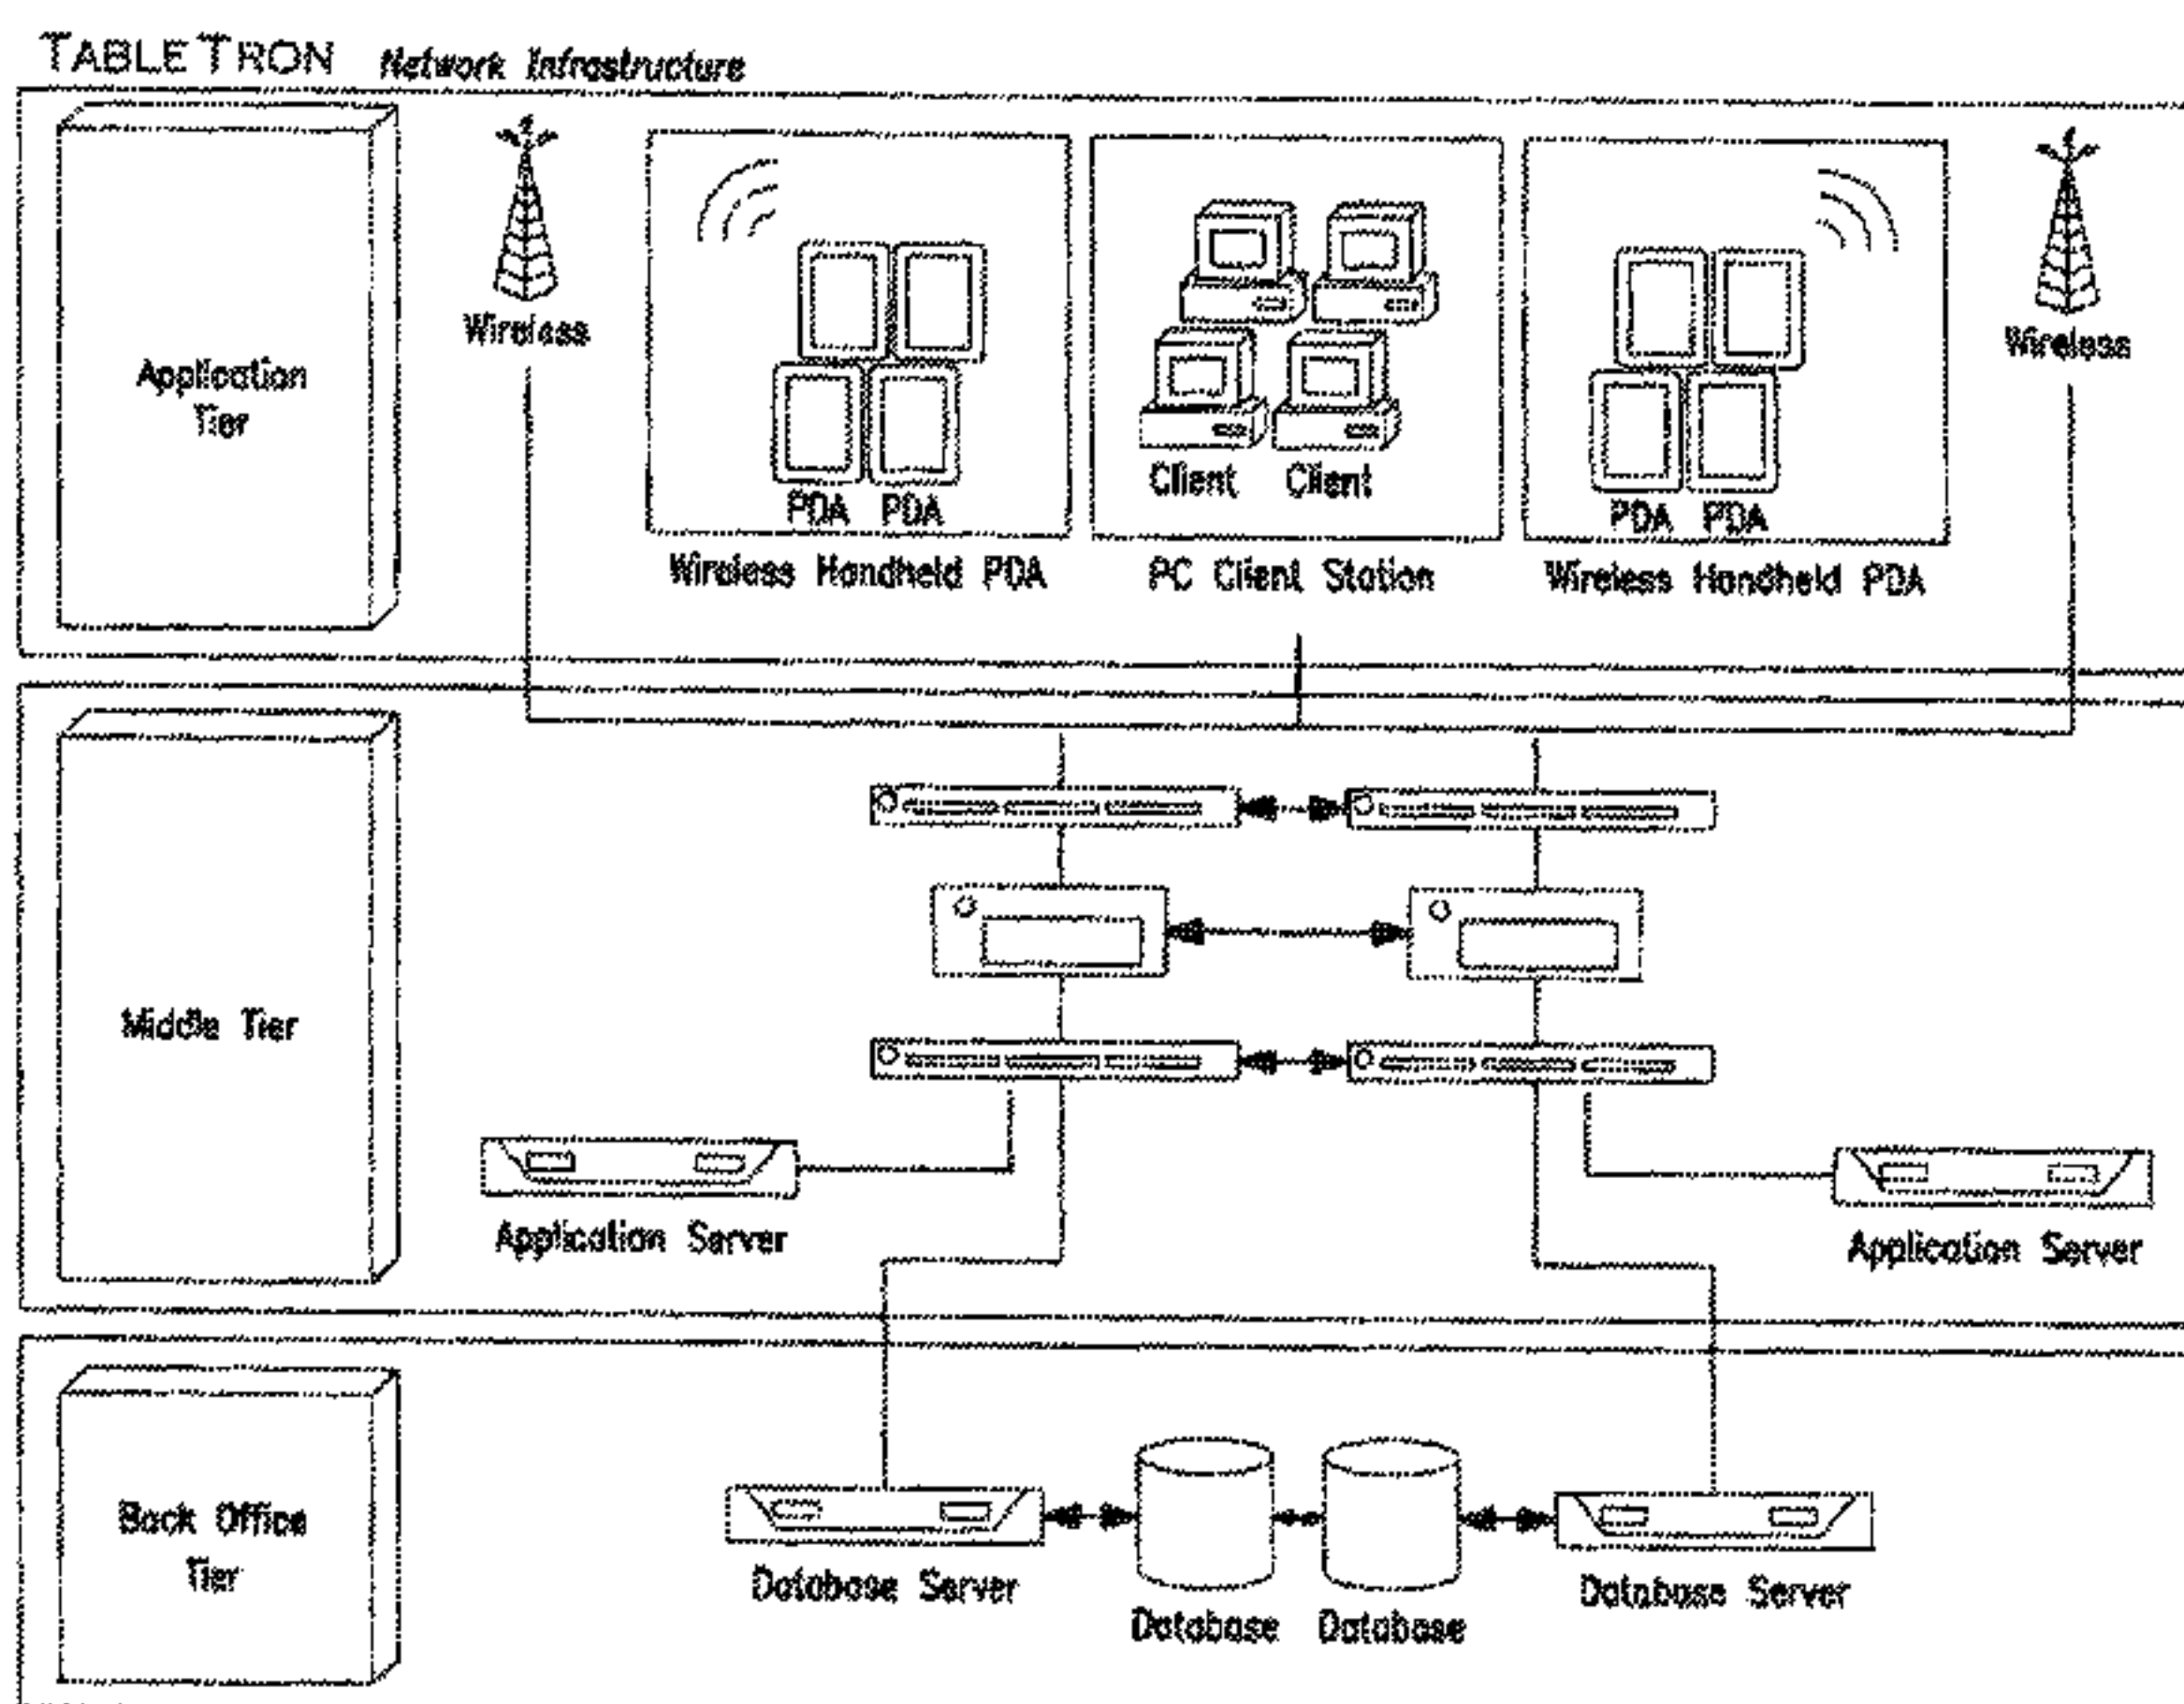 TABLETRON Network Infrastructure
Application
Tier
Wireless
PDA PDA
Wireless Handheld PDA
Client Client
PC Client Station
PDA PDA
Wireless Handheld PDA
Wireless
Middle Tier
Application Server
Application Server
Back Office
Tier
Database Server
Database Database
Database Server